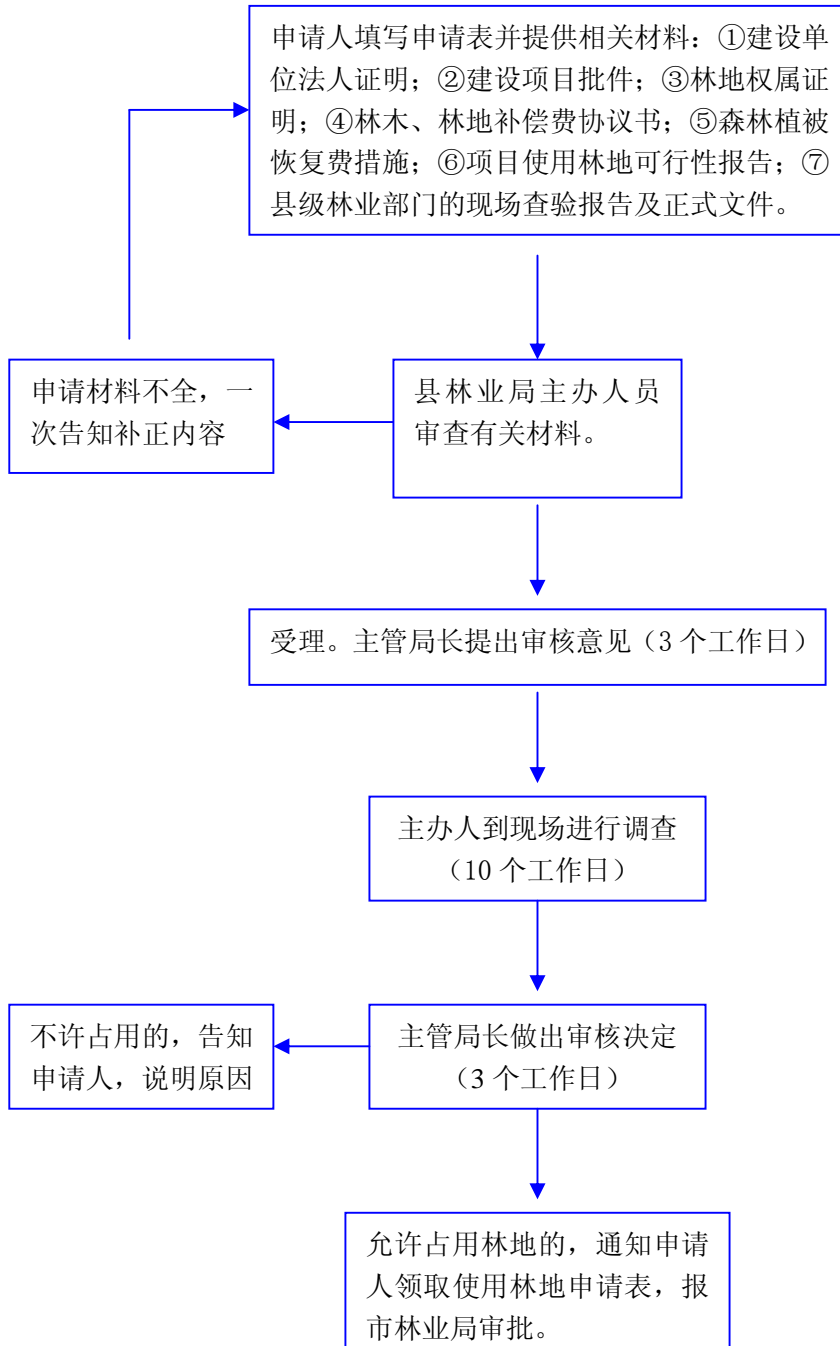 申请人填写申请表并提供相关材料：①建设单
位法人证明；②建设项目批件；③林地权属证
明；④林木、林地补偿费协议书；⑤森林植被
恢复费措施；⑥项目使用林地可行性报告；⑦
县级林业部门的现场查验报告及正式文件。
申请材料不全，一
次告知补正内容
县林业局主办人员
审查有关材料。
受理。主管局长提出审核意见（3 个工作日）
主办人到现场进行调查
（10 个工作日）
不许占用的，告知
申请人，说明原因
主管局长做出审核决定
（3 个工作日）
允许占用林地的，通知申请
人领取使用林地申请表，报
市林业局审批。